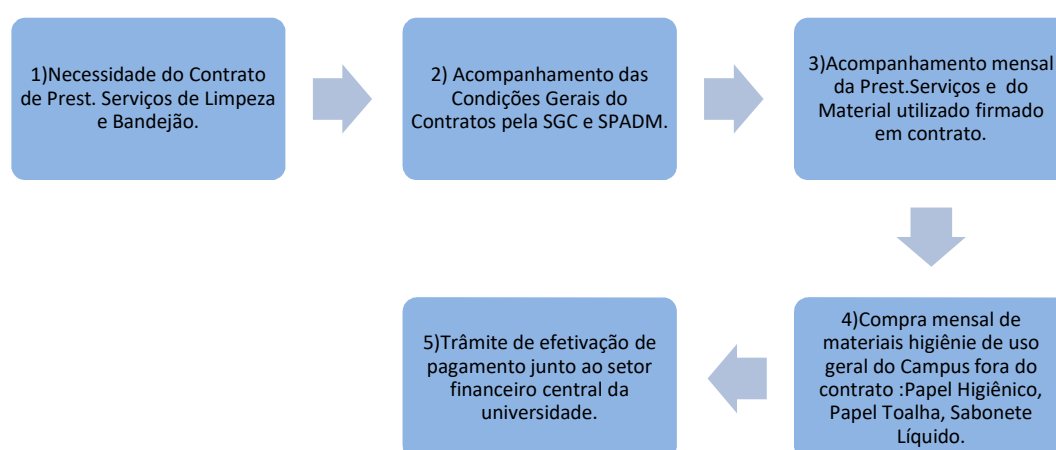 1)Necessidade do Contrato
de Prest. Serviços de Limpeza
e Bandejão.
2) Acompanhamento das
Condições Gerais do
Contratos pela SGC e SPADM.
3)Acompanhamento mensal
da Prest.Serviços e do
Material utilizado firmado
em contrato.
4)Compra mensal de
materiais higiênie de uso
geral do Campus fora do
contrato :Papel Higiênico,
Papel Toalha, Sabonete
Líquido.
5)Trâmite de efetivação de
pagamento junto ao setor
financeiro central da
universidade.